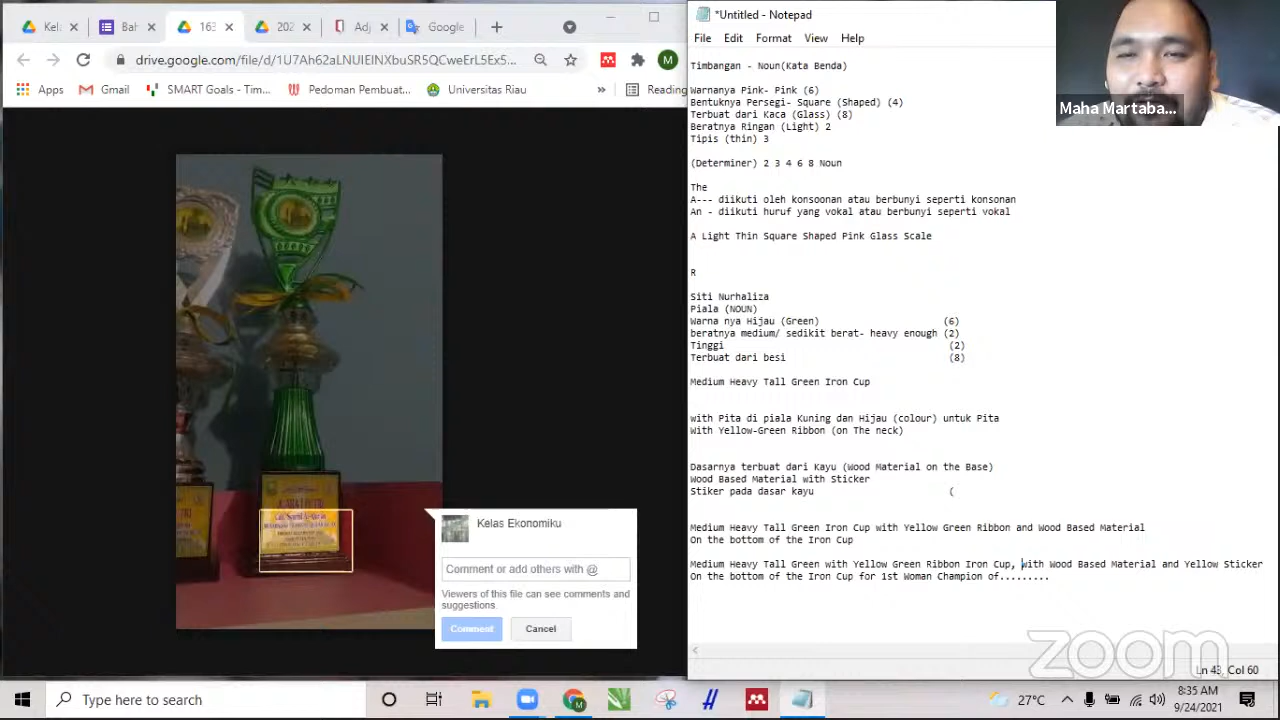 Kel
Bar
163
202
Adj
Google
drive.google.com/file/d/1U7Ah62aLNUIEINXbuSR5QCweErL5Ex5...
M
Apps
Gmail
SMART Goals - Tim...
Pedoman Pembuat...
Universitas Riau
»
Reading
Kelas Ekonomiku
Comment or add others with @
Viewers of this file can see comments and
suggestions.
Comment
Cancel
*Untitled - Notepad
File Edit Format View Help
Timbangan - Noun(Kata Benda)
Warnanya Pink- Pink (6)
Bentuknya Persegi- Square (Shaped) (4)
Terbuat dari Kaca (Glass) (8)
Beratnya Ringan (Light) 2
Tipis (thin) 3
(Determiner) 2 3 4 6 8 Noun
The
A--- diikuti oleh konsoonan atau berbunyi seperti konsonan
An - diikuti huruf yang vokal atau berbunyi seperti vokal
A Light Thin Square Shaped Pink Glass Scale
R
Siti Nurhaliza
Piala (NOUN)
Warna nya Hijau (Green) (6)
beratnya medium/ sedikit berat- heavy enough (2)
Tinggi (2)
Terbuat dari besi (8)
Medium Heavy Tall Green Iron Cup
with Pita di piala Kuning dan Hijau (colour) untuk Pita
With Yellow-Green Ribbon (on The neck)
Dasarnya terbuat dari Kayu (Wood Material on the Base)
Wood Based Material with Sticker
Stiker pada dasar kayu (
Medium Heavy Tall Green Iron Cup with Yellow Green Ribbon and Wood Based Material
On the bottom of the Iron Cup
Medium Heavy Tall Green with Yellow Green Ribbon Iron Cup, with Wood Based Material and Yellow Sticker
On the bottom of the Iron Cup for 1st Woman Champion of.........
Ln 43, Col 60
Maha Martaba...
zoom
Type here to search
27°C
8:35 AM
9/24/2021